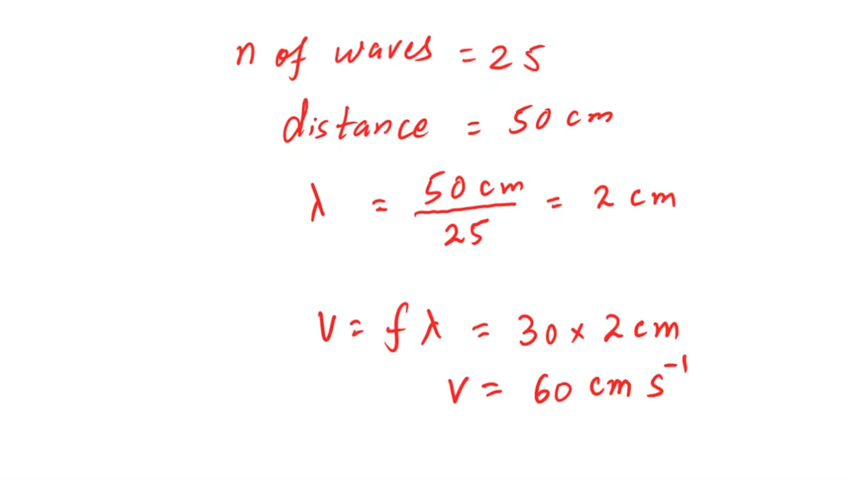 n of waves = 25
distance = 50 cm
λ = 50 cm / 25 = 2 cm
v = f λ = 30 × 2 cm
v = 60 cm s⁻¹